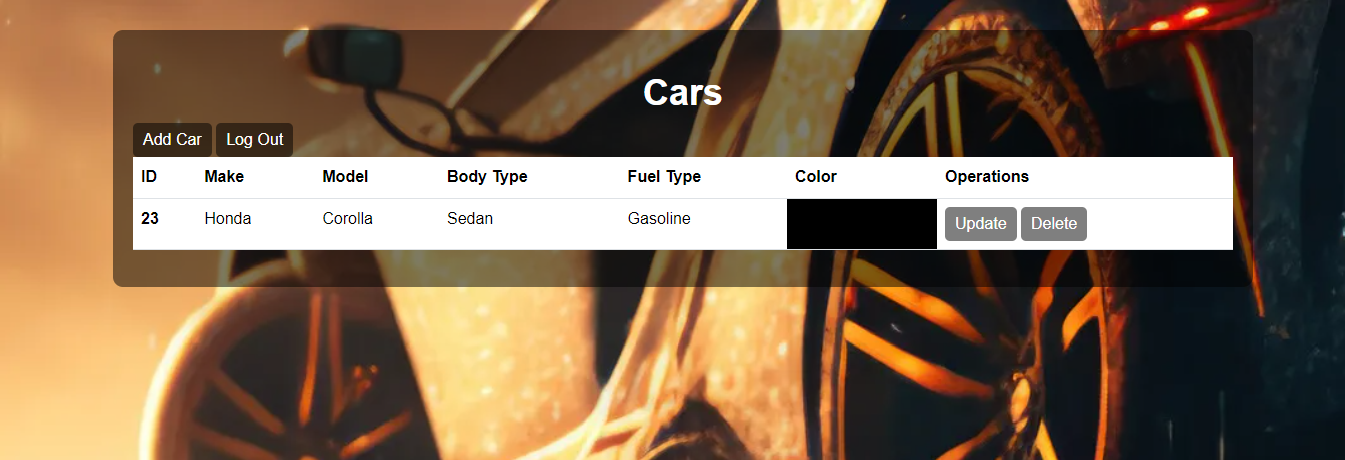 Cars
Add Car Log Out
ID Make Model Body Type Fuel Type Color Operations
23 Honda Corolla Sedan Gasoline Update Delete